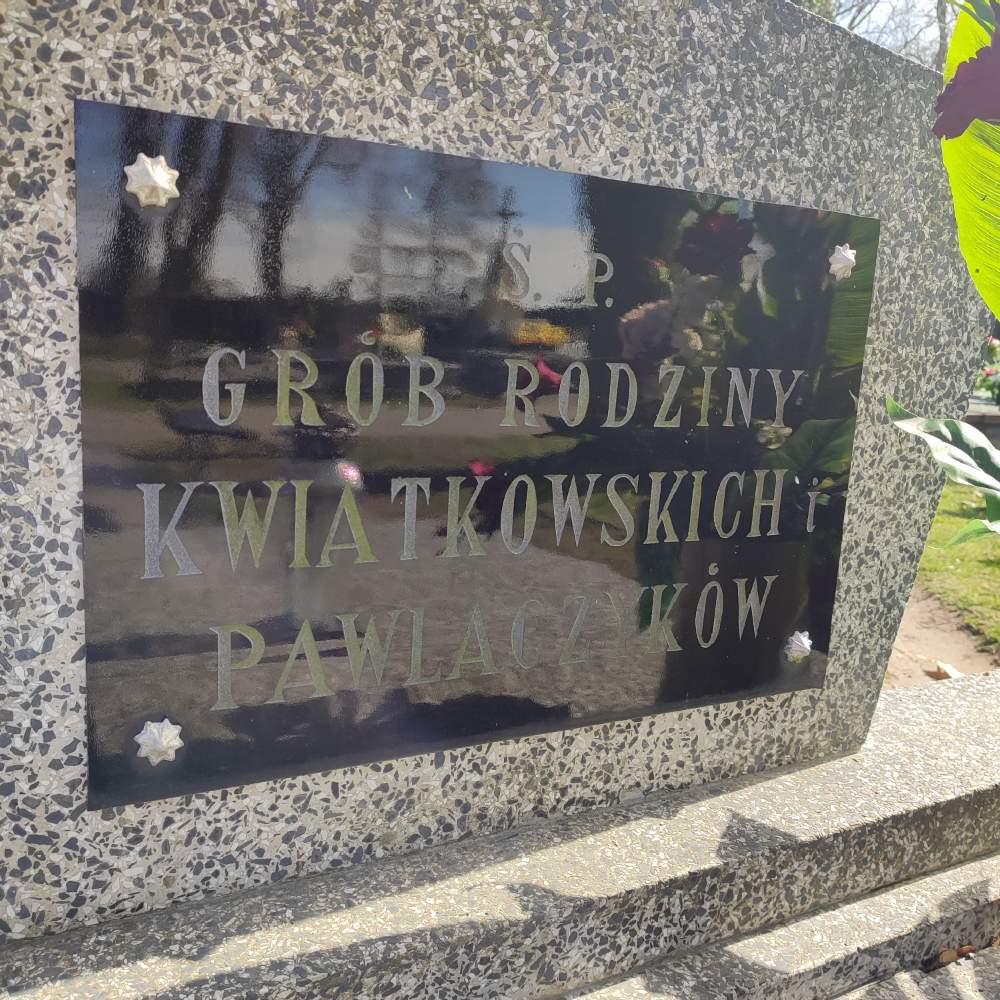 Ś. P.
GRÓB RODZINY
KWIATKOWSKICH i
PAWLACZYKÓW